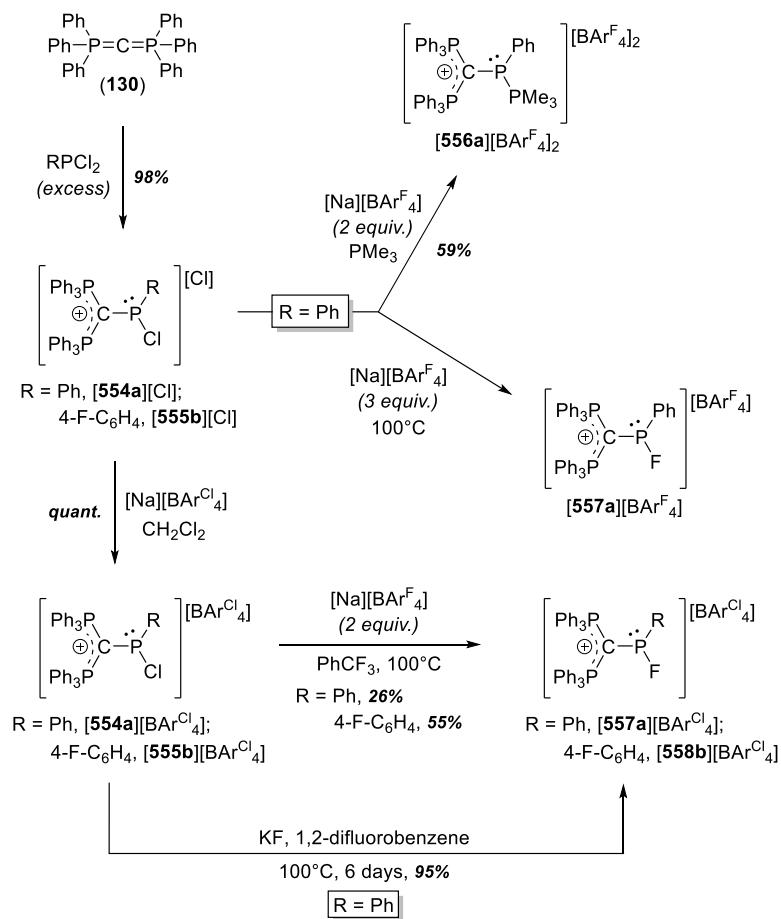 Ph Ph
Ph P=C=P Ph
Ph Ph
(130)
RPCl₂
(excess)
98%
[Na][BArᶠ₄]
(2 equiv.)
PMe₃
59%
Ph₃P Ph
⊕ C P
Ph₃P PMe₃
[BArᶠ₄]₂
[556a][BArᶠ₄]₂
Ph₃P R
⊕ C P
Ph₃P Cl
[Cl]
R = Ph, [554a][Cl];
4-F-C6H4, [555b][Cl]
R = Ph
[Na][BArᶠ₄]
(3 equiv.)
100°C
Ph₃P Ph
⊕ C P
Ph₃P F
[BArᶠ₄]
[557a][BArᶠ₄]
quant.
[Na][BArᶜˡ₄]
CH₂Cl₂
Ph₃P R
⊕ C P
Ph₃P Cl
[BArᶜˡ₄]
R = Ph, [554a][BArᶜˡ₄];
4-F-C6H4, [555b][BArᶜˡ₄]
[Na][BArᶠ₄]
(2 equiv.)
PhCF₃, 100°C
R = Ph, 26%
4-F-C6H4, 55%
Ph₃P R
⊕ C P
Ph₃P F
[BArᶜˡ₄]
R = Ph, [557a][BArᶜˡ₄];
4-F-C6H4, [558b][BArᶜˡ₄]
KF, 1,2-difluorobenzene
100°C, 6 days, 95%
R = Ph